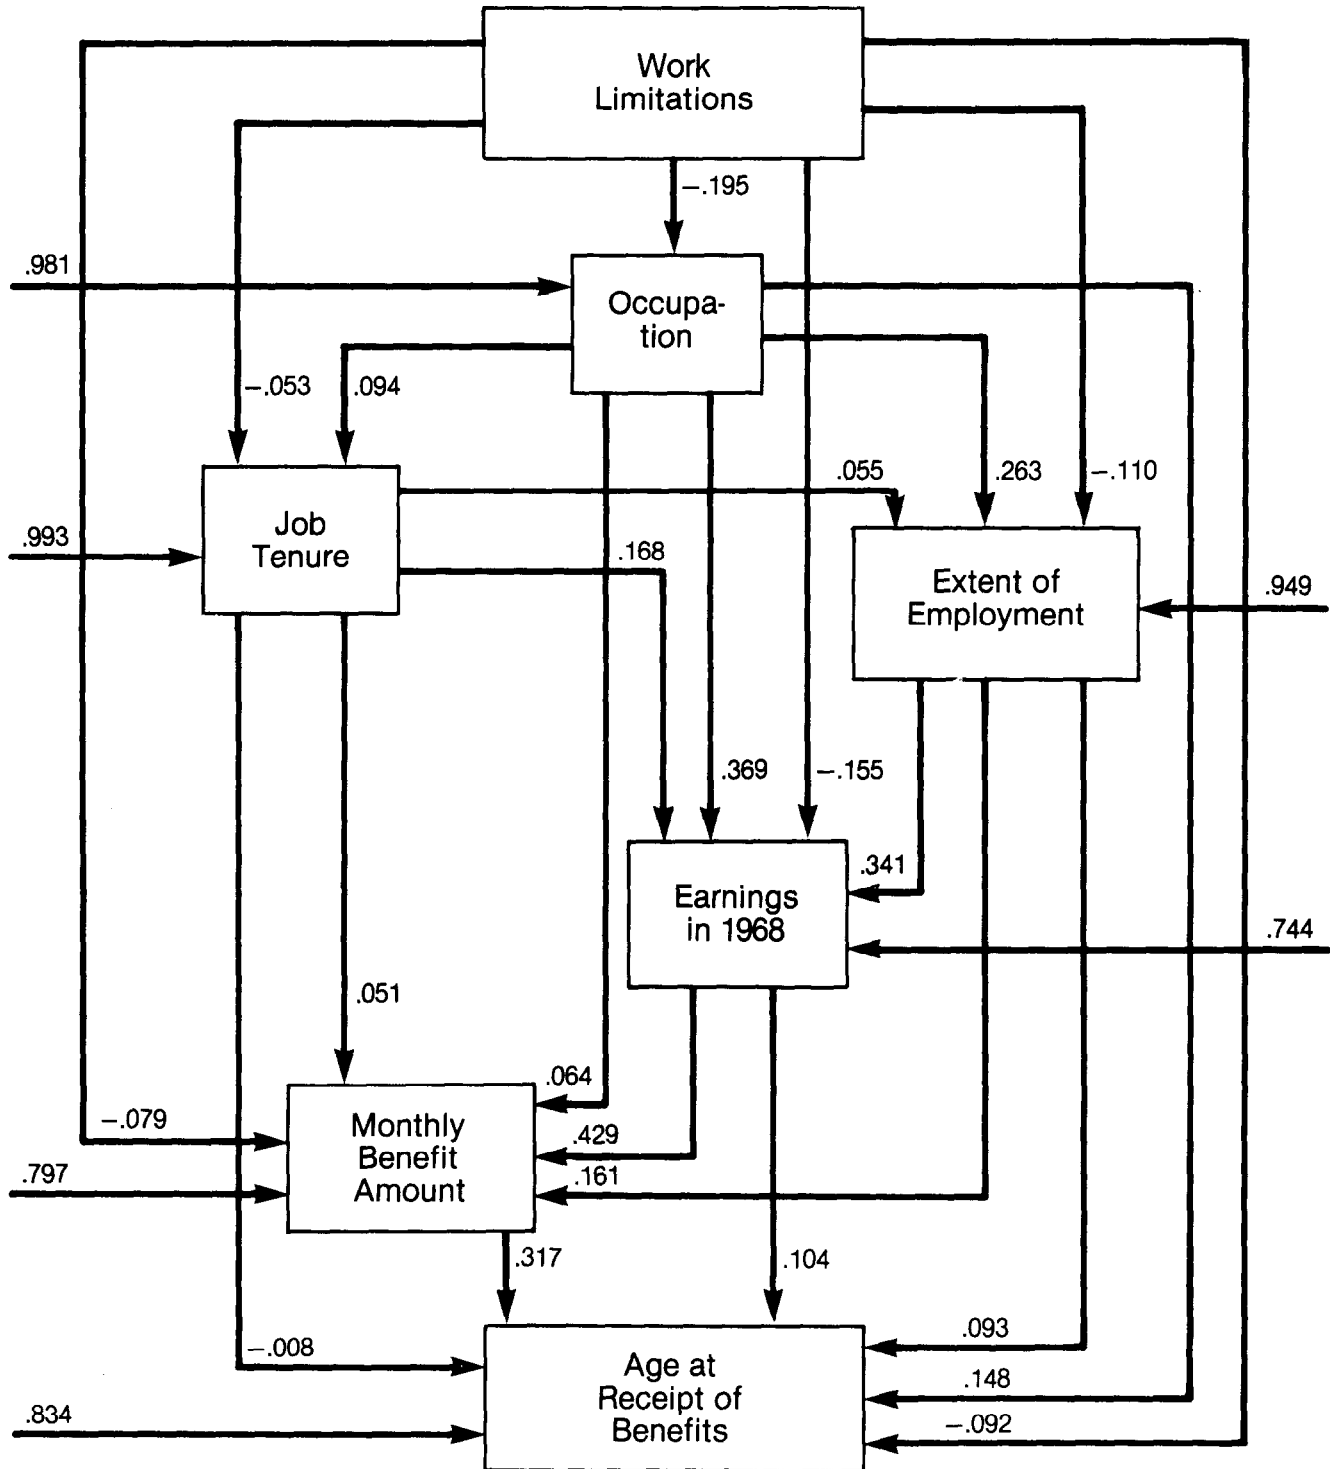 Work
Limitations
−.195
.981
Occupa-
tion
−.053
.094
.055
.263
−.110
Job
Tenure
.993
.168
Extent of
Employment
.949
.369
−.155
.341
Earnings
in 1968
.744
.051
.064
−.079
Monthly
Benefit
Amount
.429
.797
.161
.317
.104
−.008
.093
Age at
Receipt of
Benefits
.148
.834
−.092